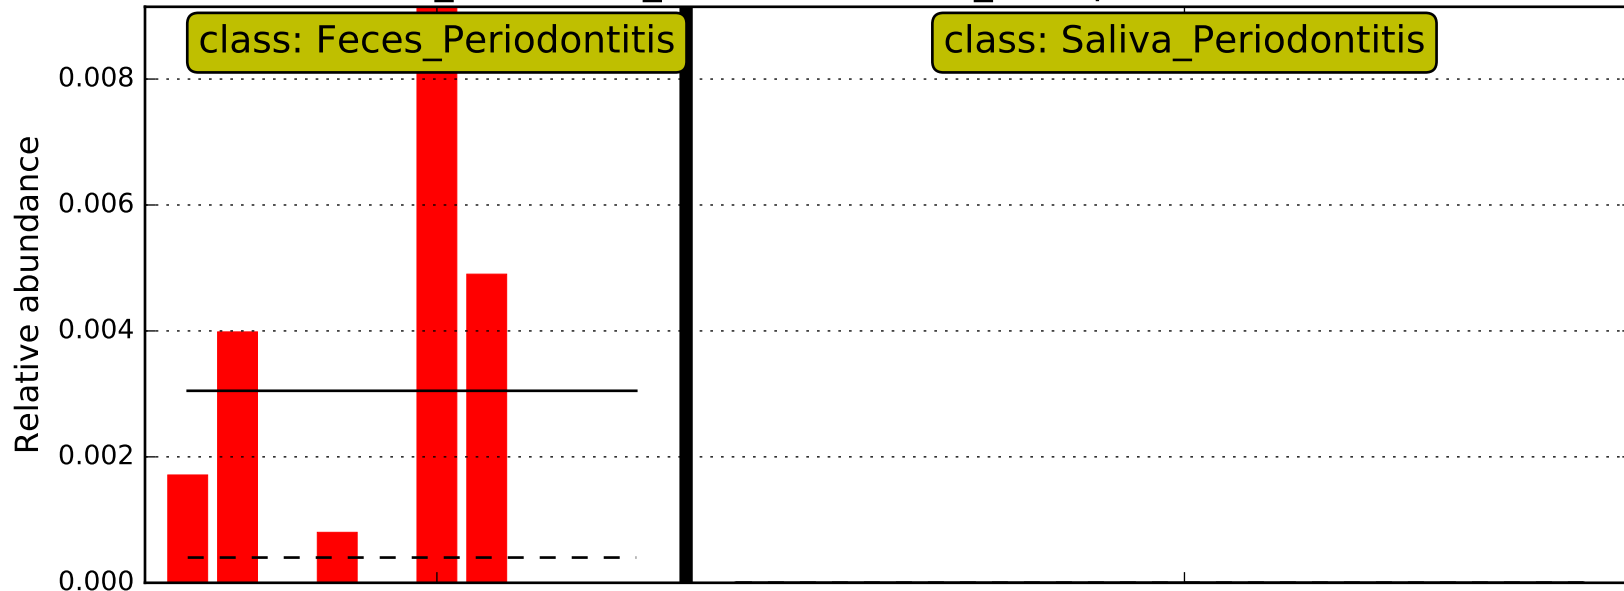 class: Feces_Periodontitis
class: Saliva_Periodontitis
Relative abundance
0.008
0.006
0.004
0.002
0.000